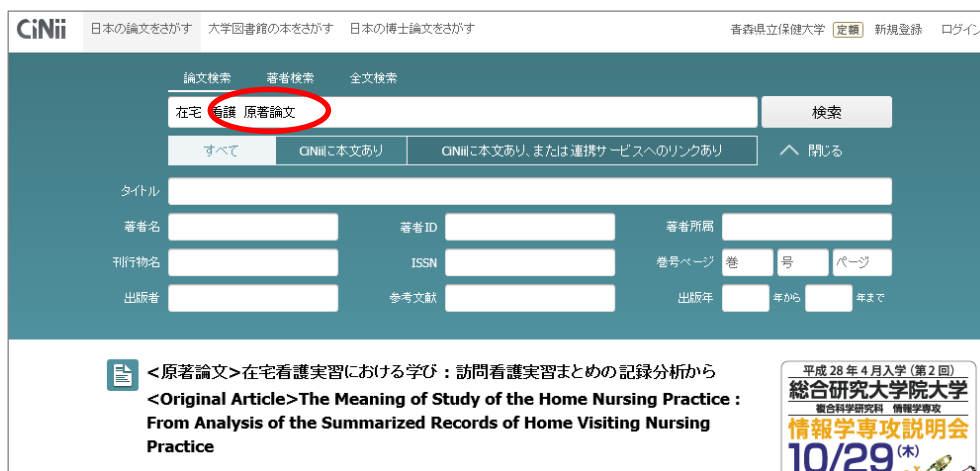 CiNii 日本の論文をさがす 大学図書館の本をさがす 日本の博士論文をさがす 青森県立保健大学 定額 新規登録 ログイン
論文検索 著者検索 全文検索
在宅 看護 原著論文 検索
すべて CiNiiに本文あり CiNiiに本文あり、または連携サービスへのリンクあり 閉じる
タイトル
著者名 著者ID 著者所属
刊行物名 ISSN 巻号ページ 巻 号 ページ
出版者 参考文献 出版年 年から 年まで
<原著論文>在宅看護実習における学び : 訪問看護実習まとめの記録分析から
<Original Article>The Meaning of Study of the Home Nursing Practice :
From Analysis of the Summarized Records of Home Visiting Nursing
Practice
平成28年4月入学(第2回)
総合研究大学院大学
複合科学研究科 情報学専攻
情報学専攻説明会
10/29(木)